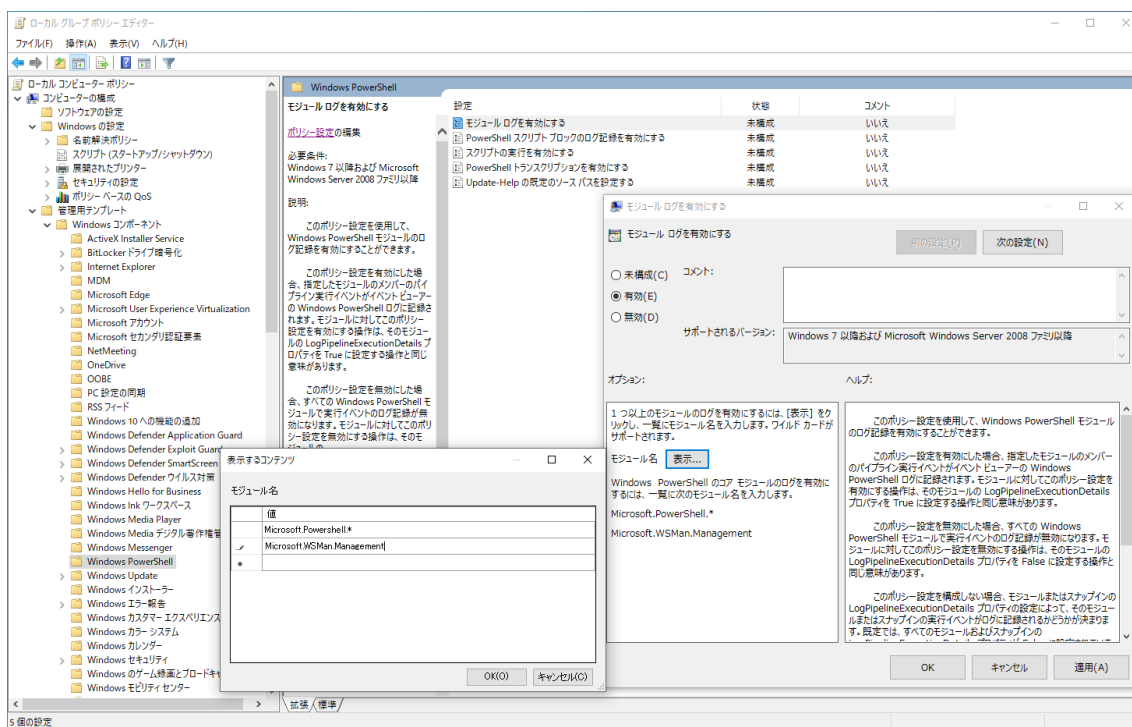 ローカル グループ ポリシー エディター
ファイル(F) 操作(A) 表示(V) ヘルプ(H)
ローカル コンピューター ポリシー
コンピューターの構成
ソフトウェアの設定
Windows の設定
名前解決ポリシー
スクリプト (スタートアップ/シャットダウン)
展開されたプリンター
セキュリティの設定
ポリシー ベースの QoS
管理用テンプレート
Windows コンポーネント
ActiveX Installer Service
BitLocker ドライブ暗号化
Internet Explorer
MDM
Microsoft Edge
Microsoft User Experience Virtualization
Microsoft アカウント
Microsoft セカンダリ認証要素
NetMeeting
OneDrive
OOBE
PC 設定の同期
RSS フィード
Windows 10 への機能の追加
Windows Defender Application Guard
Windows Defender Exploit Guard
Windows Defender SmartScreen
Windows Defender ウイルス対策
Windows Hello for Business
Windows Ink ワークスペース
Windows Media Player
Windows Media デジタル著作権管
Windows Messenger
Windows PowerShell
Windows Update
Windows インストーラー
Windows エラー報告
Windows カスタマー エクスペリエンス
Windows カラー システム
Windows カレンダー
Windows セキュリティ
Windows のゲーム録画とブロードキャ
Windows モビリティ センター
5 個の設定
Windows PowerShell
モジュール ログを有効にする
ポリシー設定の編集
必要条件:
Windows 7 以降および Microsoft
Windows Server 2008 ファミリ以降
説明:
このポリシー設定を使用して、
Windows PowerShell モジュールのロ
グ記録を有効にすることができます。
このポリシー設定を有効にした場
合、指定したモジュールのメンバーのパイ
プライン実行イベントがイベント ビューアー
の Windows PowerShell ログに記録さ
れます。モジュールに対してこのポリシー
設定を有効にする操作は、そのモジュー
ルの LogPipelineExecutionDetails プ
ロパティを True に設定する操作と同じ
意味があります。
このポリシー設定を無効にした場
合、すべての Windows PowerShell モ
ジュールで実行イベントのログ記録が無
効になります。モジュールに対してこのポリ
シー設定を無効にする操作は、そのモ
ジュールの
設定 状態 コメント
モジュール ログを有効にする 未構成 いいえ
PowerShell スクリプト ブロックのログ記録を有効にする 未構成 いいえ
スクリプトの実行を有効にする 未構成 いいえ
PowerShell トランスクリプションを有効にする 未構成 いいえ
Update-Help の既定のソース パスを設定する 未構成 いいえ
拡張 標準
モジュール ログを有効にする
モジュール ログを有効にする
前の設定(P) 次の設定(N)
未構成(C) コメント:
有効(E)
無効(D)
サポートされるバージョン: Windows 7 以降および Microsoft Windows Server 2008 ファミリ以降
オプション: ヘルプ:
1 つ以上のモジュールのログを有効にするには、[表示] をク
リックし、一覧にモジュール名を入力します。ワイルド カードが
サポートされます。
モジュール名 表示...
Windows PowerShell のコア モジュールのログを有効に
するには、一覧に次のモジュール名を入力します。
Microsoft.PowerShell.*
Microsoft.WSMan.Management
このポリシー設定を使用して、Windows PowerShell モジュール
のログ記録を有効にすることができます。
このポリシー設定を有効にした場合、指定したモジュールのメンバー
のパイプライン実行イベントがイベント ビューアーの Windows
PowerShell ログに記録されます。モジュールに対してこのポリシー設定を
有効にする操作は、そのモジュールの LogPipelineExecutionDetails
プロパティを True に設定する操作と同じ意味があります。
このポリシー設定を無効にした場合、すべての Windows
PowerShell モジュールで実行イベントのログ記録が無効になります。モ
ジュールに対してこのポリシー設定を無効にする操作は、そのモジュールの
LogPipelineExecutionDetails プロパティを False に設定する操作と
同じ意味があります。
このポリシー設定を構成しない場合、モジュールまたはスナップインの
LogPipelineExecutionDetails プロパティの設定によって、そのモジュー
ルまたはスナップインの実行イベントがログに記録されるかどうかが決まりま
す。既定では、すべてのモジュールおよびスナップインの
OK キャンセル 適用(A)
表示するコンテンツ
モジュール名
値
Microsoft.Powershell.*
Microsoft.WSMan.Management
OK(O) キャンセル(C)